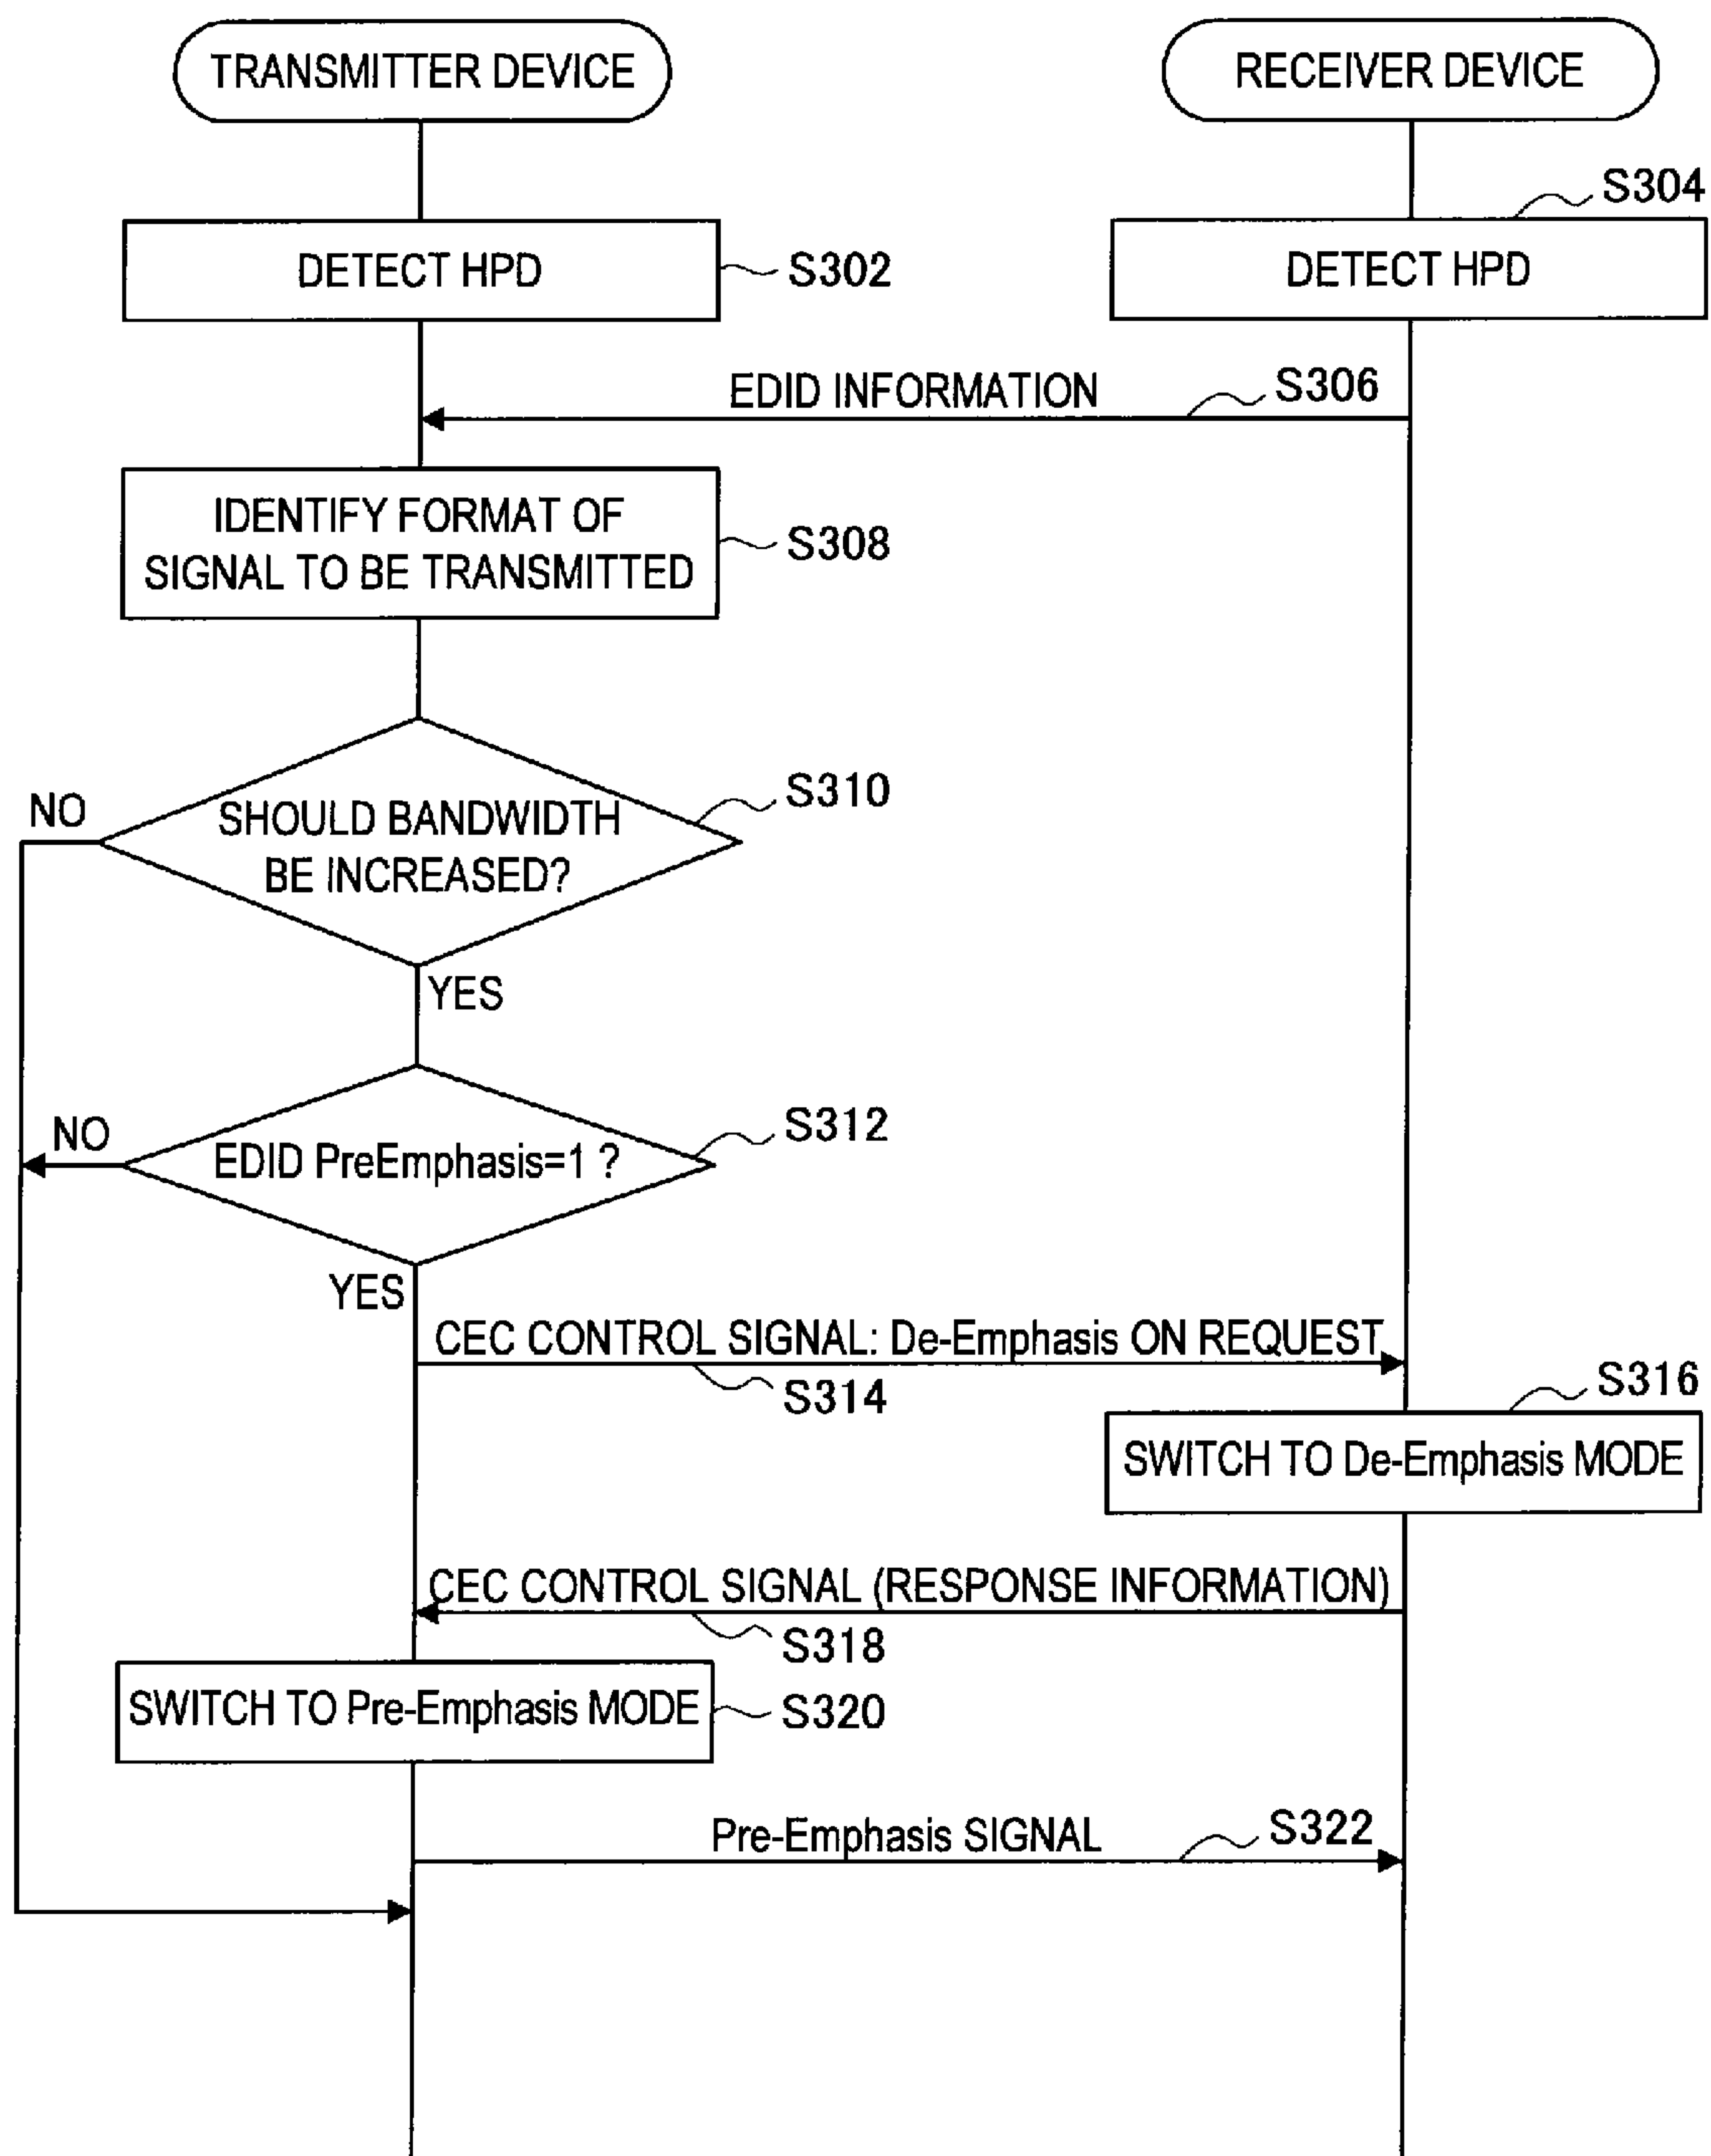 TRANSMITTER DEVICE
RECEIVER DEVICE
S304
DETECT HPD
S302
DETECT HPD
EDID INFORMATION
S306
IDENTIFY FORMAT OF
SIGNAL TO BE TRANSMITTED
S308
S310
NO
SHOULD BANDWIDTH
BE INCREASED?
YES
S312
NO
EDID PreEmphasis=1 ?
YES
CEC CONTROL SIGNAL: De-Emphasis ON REQUEST
S314
S316
SWITCH TO De-Emphasis MODE
CEC CONTROL SIGNAL (RESPONSE INFORMATION)
S318
SWITCH TO Pre-Emphasis MODE
S320
Pre-Emphasis SIGNAL
S322